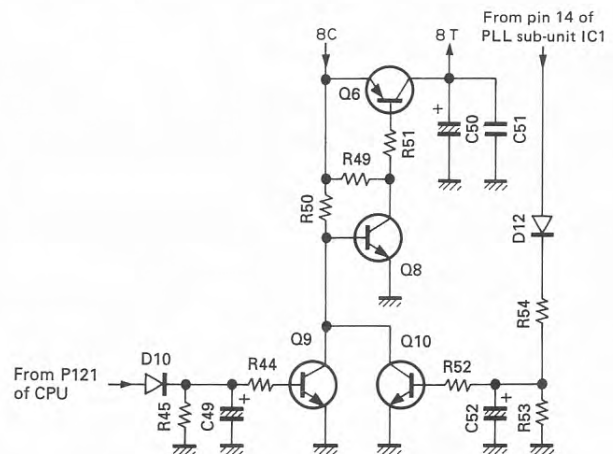 From pin 14 of
PLL sub-unit IC1
8C
8T
Q6
+
C50
C51
R51
R49
R50
D12
Q8
R54
D10
R44
Q9
Q10
R52
From P121
of CPU
R45
C49
+
C52
+
R53